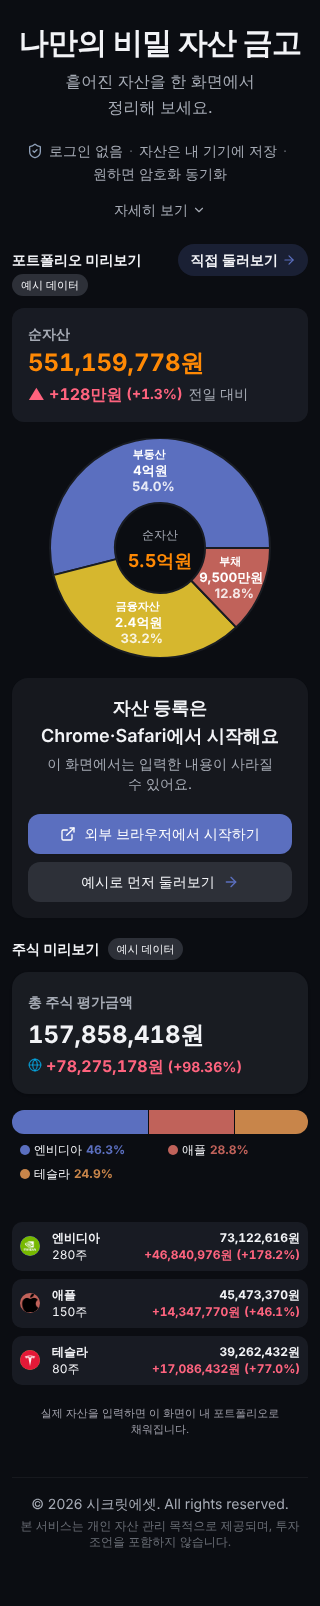 나만의 비밀 자산 금고
흩어진 자산을 한 화면에서
정리해 보세요.
로그인 없음 · 자산은 내 기기에 저장 ·
원하면 암호화 동기화
자세히 보기
포트폴리오 미리보기
직접 둘러보기 →
예시 데이터
순자산
551,159,778원
▲ +128만원 (+1.3%) 전일 대비
부동산
4억원
54.0%
순자산
5.5억원
부채
9,500만원
12.8%
금융자산
2.4억원
33.2%
자산 등록은
Chrome·Safari에서 시작해요
이 화면에서는 입력한 내용이 사라질
수 있어요.
외부 브라우저에서 시작하기
예시로 먼저 둘러보기 →
주식 미리보기 예시 데이터
총 주식 평가금액
157,858,418원
+78,275,178원 (+98.36%)
엔비디아 46.3% 애플 28.8%
테슬라 24.9%
엔비디아 73,122,616원
280주 +46,840,976원 (+178.2%)
애플 45,473,370원
150주 +14,347,770원 (+46.1%)
테슬라 39,262,432원
80주 +17,086,432원 (+77.0%)
실제 자산을 입력하면 이 화면이 내 포트폴리오로
채워집니다.
© 2026 시크릿에셋. All rights reserved.
본 서비스는 개인 자산 관리 목적으로 제공되며, 투자
조언을 포함하지 않습니다.